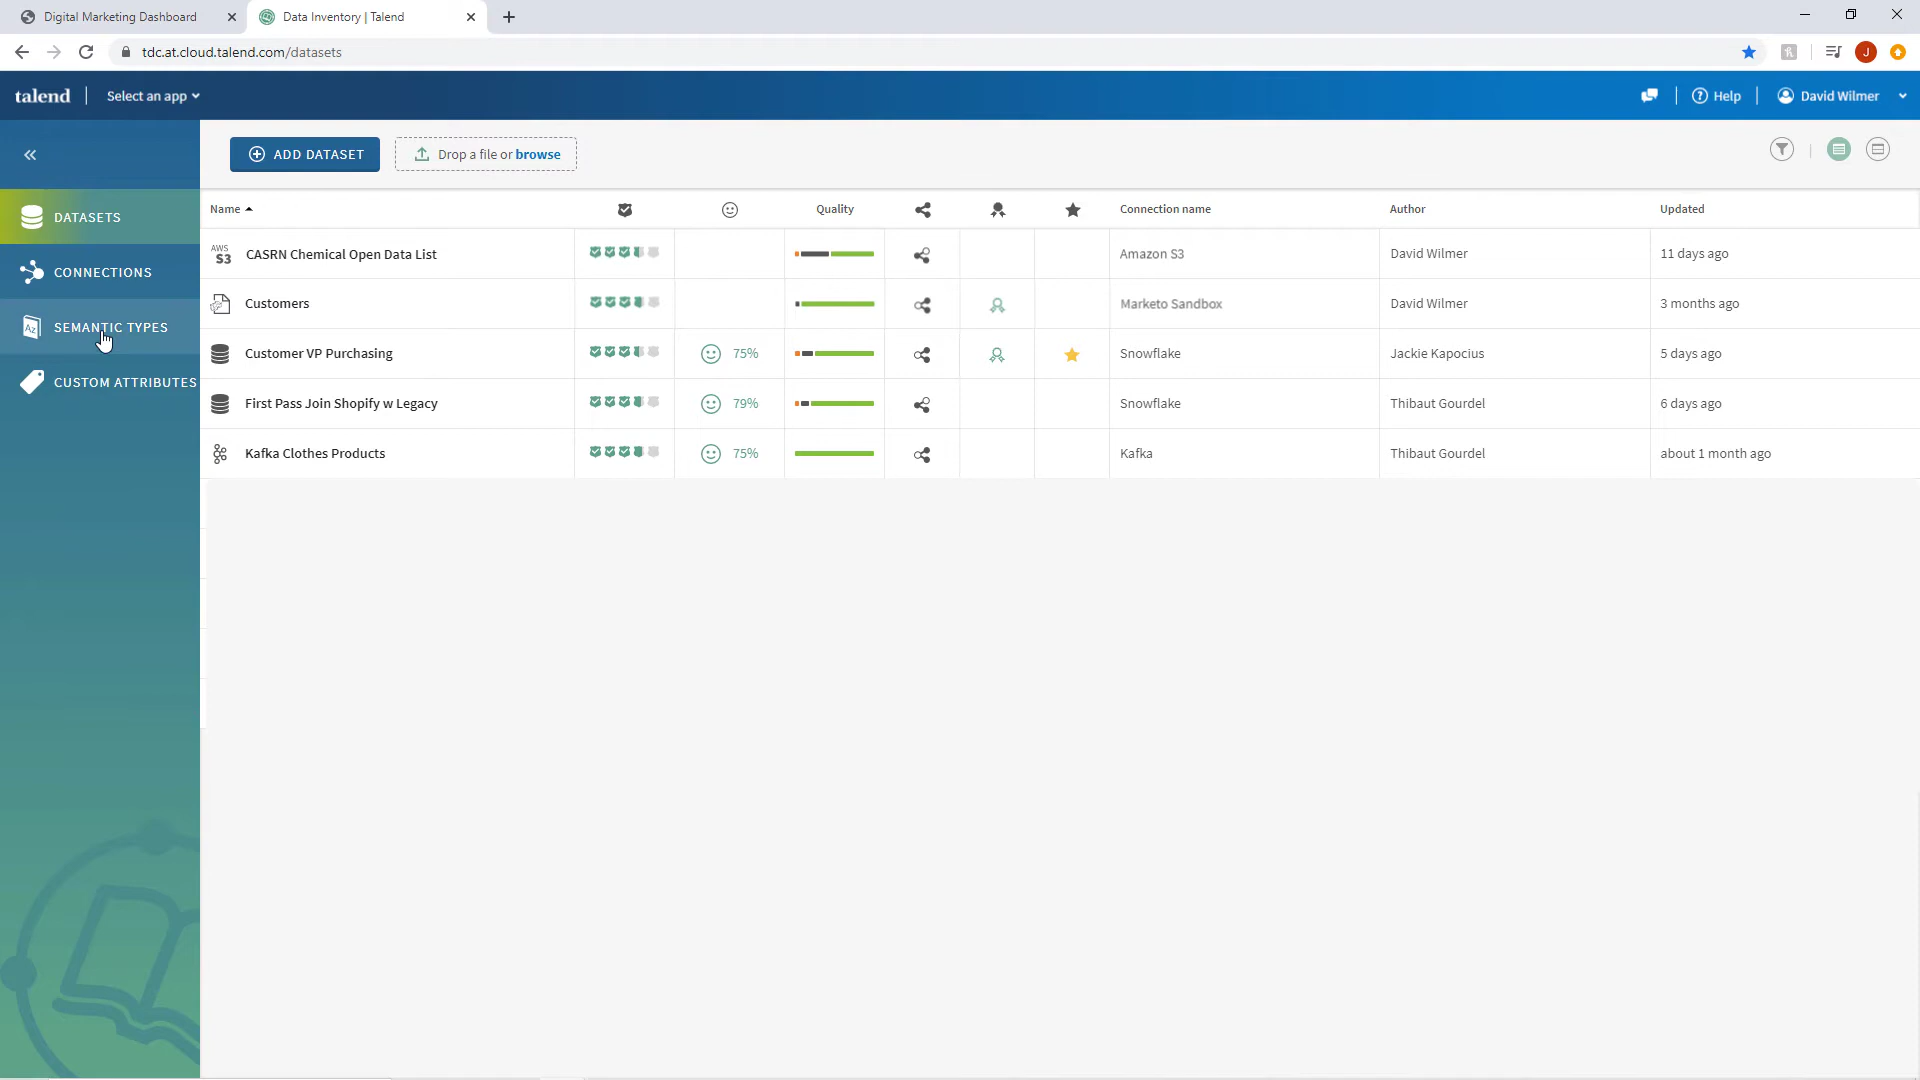 Digital Marketing Dashboard
Data Inventory | Talend
tdc.at.cloud.talend.com/datasets
J
talend
Select an app
? Help
David Wilmer
ADD DATASET
Drop a file or browse
DATASETS
CONNECTIONS
AZ SEMANTIC TYPES
CUSTOM ATTRIBUTES
Name Quality Connection name Author Updated
AWS S3 CASRN Chemical Open Data List Amazon S3 David Wilmer 11 days ago
Customers Marketo Sandbox David Wilmer 3 months ago
Customer VP Purchasing 75% Snowflake Jackie Kapocius 5 days ago
First Pass Join Shopify w Legacy 79% Snowflake Thibaut Gourdel 6 days ago
Kafka Clothes Products 75% Kafka Thibaut Gourdel about 1 month ago